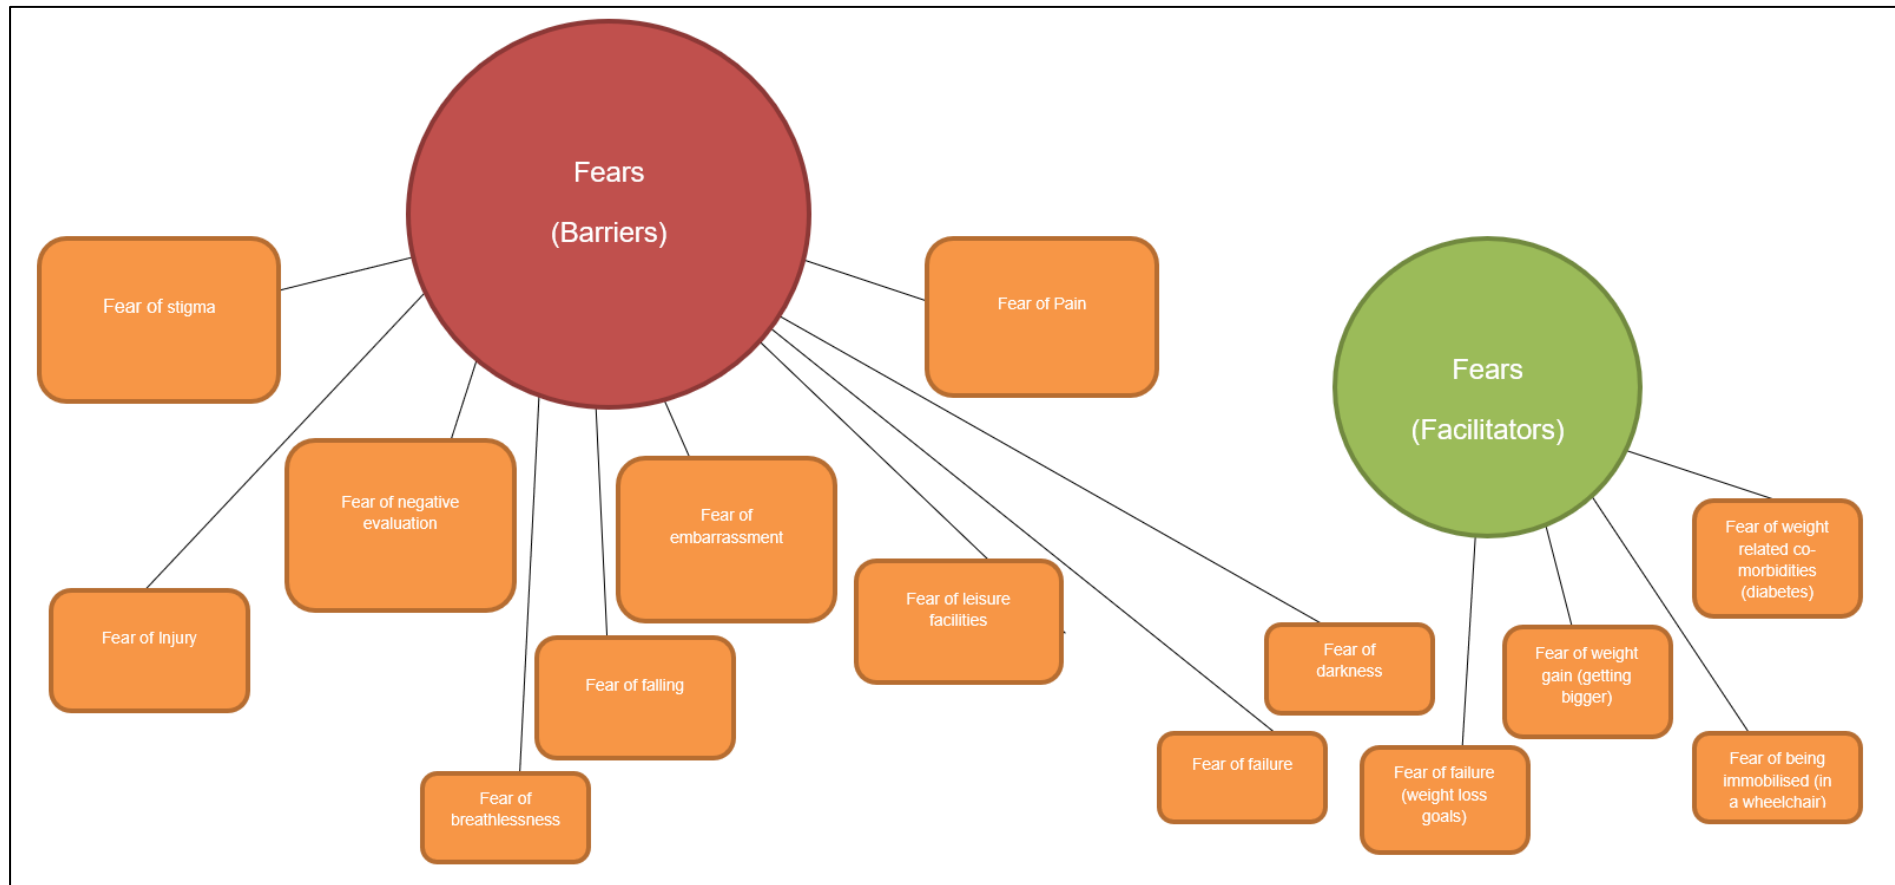 Fears
(Barriers)
Fear of stigma
Fear of Pain
Fears
(Facilitators)
Fear of negative
evaluation
Fear of
embarrassment
Fear of weight
related co-
morbidities
(diabetes)
Fear of leisure
facilities
Fear of Injury
Fear of falling
Fear of
darkness
Fear of weight
gain (getting
bigger)
Fear of
breathlessness
Fear of failure
Fear of failure
(weight loss
goals)
Fear of being
immobilised (in
a wheelchair)